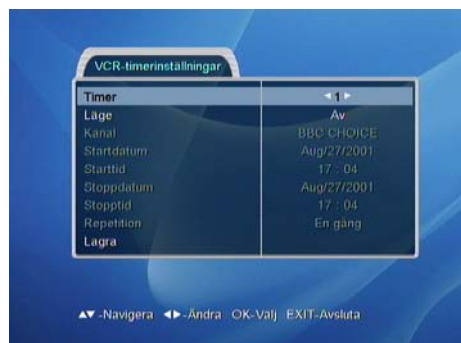 VCR-timerinställningar
Timer ◄ 1 ►
Läge Av
Kanal BBC CHOICE
Startdatum Aug/27/2001
Starttid 17 : 04
Stoppdatum Aug/27/2001
Stopptid 17 : 04
Repetition En gång
Lagra
▲▼ -Navigera ◄► -Ändra OK-Välj EXIT-Avsluta